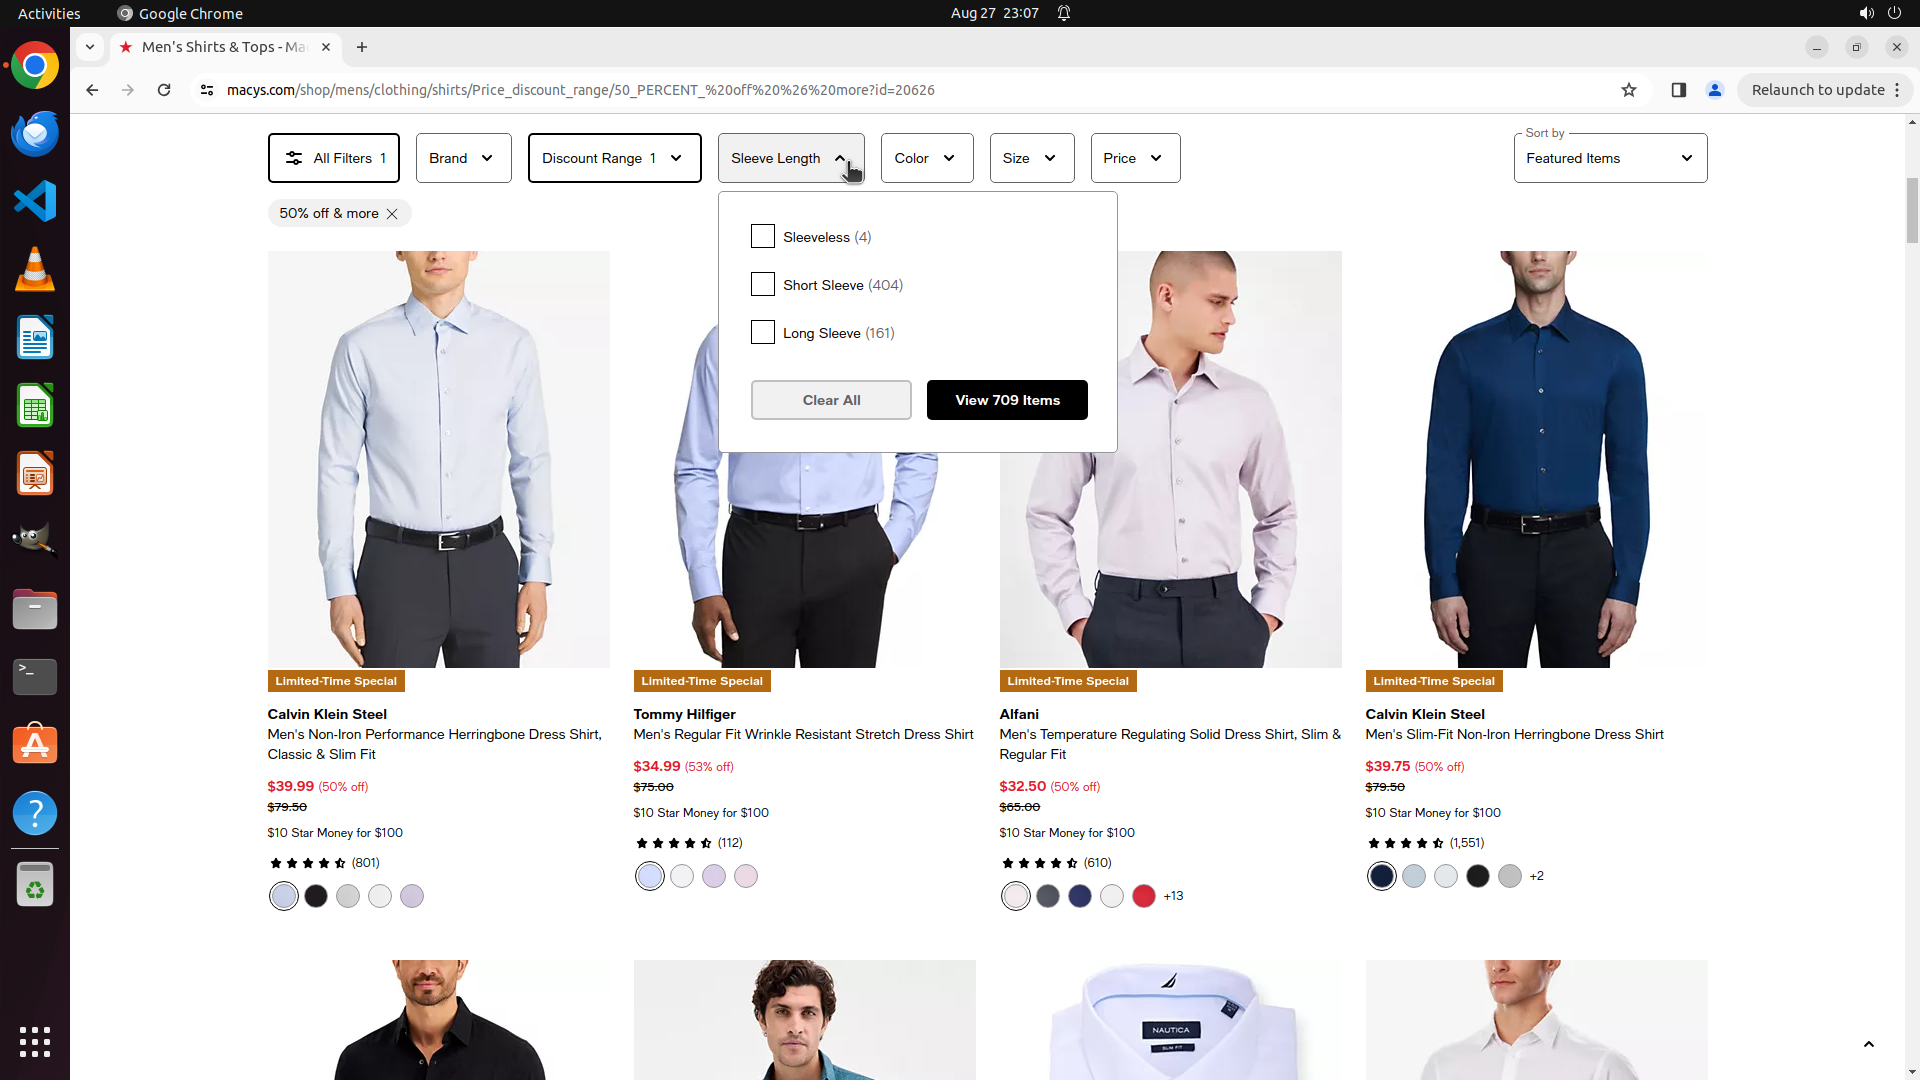 Activities
Google Chrome
Aug 27 23:07
Men's Shirts & Tops - Ma
macys.com/shop/mens/clothing/shirts/Price_discount_range/50_PERCENT_%20off%20%26%20more?id=20626
Relaunch to update
All Filters 1
Brand
Discount Range 1
Sleeve Length
Color
Size
Price
Sort by
Featured Items
50% off & more
Sleeveless (4)
Short Sleeve (404)
Long Sleeve (161)
Clear All
View 709 Items
Limited-Time Special
Calvin Klein Steel
Men's Non-Iron Performance Herringbone Dress Shirt,
Classic & Slim Fit
$39.99 (50% off)
$79.50
$10 Star Money for $100
(801)
Limited-Time Special
Tommy Hilfiger
Men's Regular Fit Wrinkle Resistant Stretch Dress Shirt
$34.99 (53% off)
$75.00
$10 Star Money for $100
(112)
Limited-Time Special
Alfani
Men's Temperature Regulating Solid Dress Shirt, Slim &
Regular Fit
$32.50 (50% off)
$65.00
$10 Star Money for $100
(610)
+13
Limited-Time Special
Calvin Klein Steel
Men's Slim-Fit Non-Iron Herringbone Dress Shirt
$39.75 (50% off)
$79.50
$10 Star Money for $100
(1,551)
+2
NAUTICA
SLIM FIT